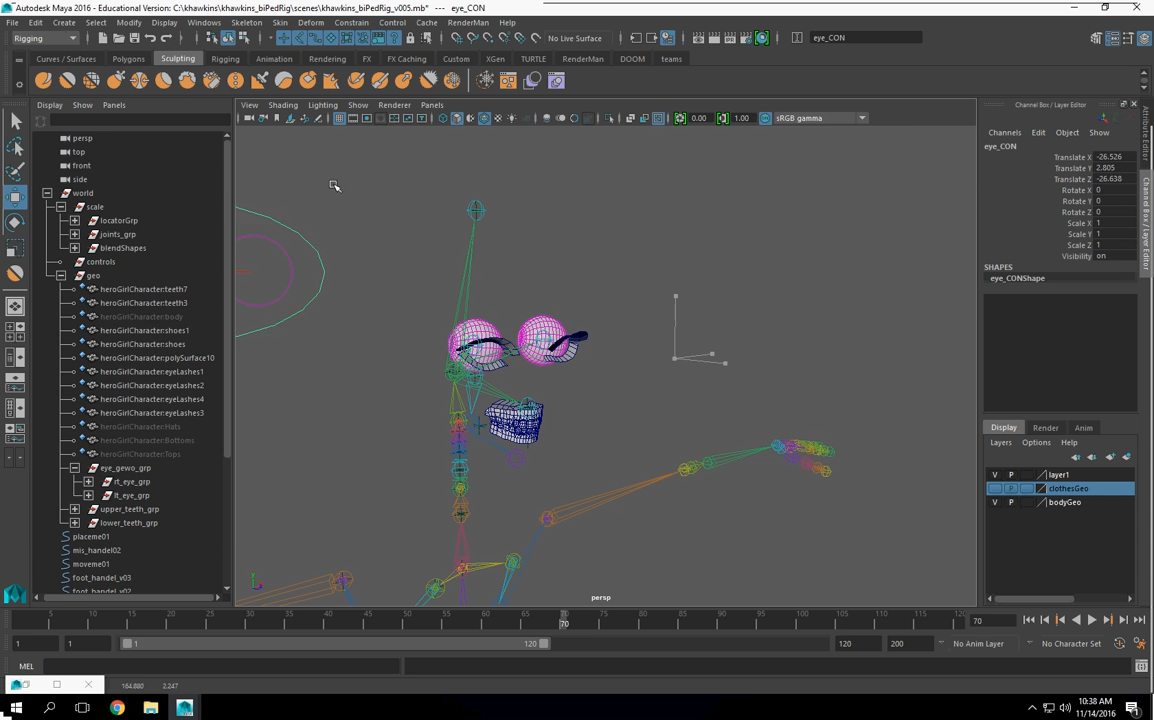 Autodesk Maya 2016 - Educational Version: C:\khawkins\khawkins_biPedRig\scenes\khawkins_biPedRig_v005.mb* --- eye_CON
File Edit Create Select Modify Display Windows Skeleton Skin Deform Constrain Control Cache RenderMan Help
Rigging No Live Surface eye_CON
Curves / Surfaces Polygons Sculpting Rigging Animation Rendering FX FX Caching Custom XGen TURTLE RenderMan DOOM teams
Display Show Panels
View Shading Lighting Show Renderer Panels
0.00 1.00 sRGB gamma
persp
top
front
side
world
scale
locatorGrp
joints_grp
blendShapes
controls
geo
heroGirlCharacter:teeth7
heroGirlCharacter:teeth3
heroGirlCharacter:body
heroGirlCharacter:shoes1
heroGirlCharacter:shoes
heroGirlCharacter:polySurface10
heroGirlCharacter:eyeLashes1
heroGirlCharacter:eyeLashes2
heroGirlCharacter:eyeLashes4
heroGirlCharacter:eyeLashes3
heroGirlCharacter:Hats
heroGirlCharacter:Bottoms
heroGirlCharacter:Tops
eye_gewo_grp
rt_eye_grp
lt_eye_grp
upper_teeth_grp
lower_teeth_grp
placeme01
mis_handel02
moveme01
foot_handel_v03
foot_handel_v02
persp
Channel Box / Layer Editor
Channels Edit Object Show
eye_CON
Translate X -26.526
Translate Y 2.805
Translate Z -26.638
Rotate X 0
Rotate Y 0
Rotate Z 0
Scale X 1
Scale Y 1
Scale Z 1
Visibility on
SHAPES
eye_CONShape
Display Render Anim
Layers Options Help
V P layer1
P clothesGeo
V P bodyGeo
Attribute Editor
Channel Box / Layer Editor
5 10 15 20 25 30 35 40 45 50 55 60 65 70 75 80 85 90 95 100 105 110 115 120
70
70
1 1 1 120 120 200 No Anim Layer No Character Set
MEL
164.880 2.247
10:38 AM
11/14/2016